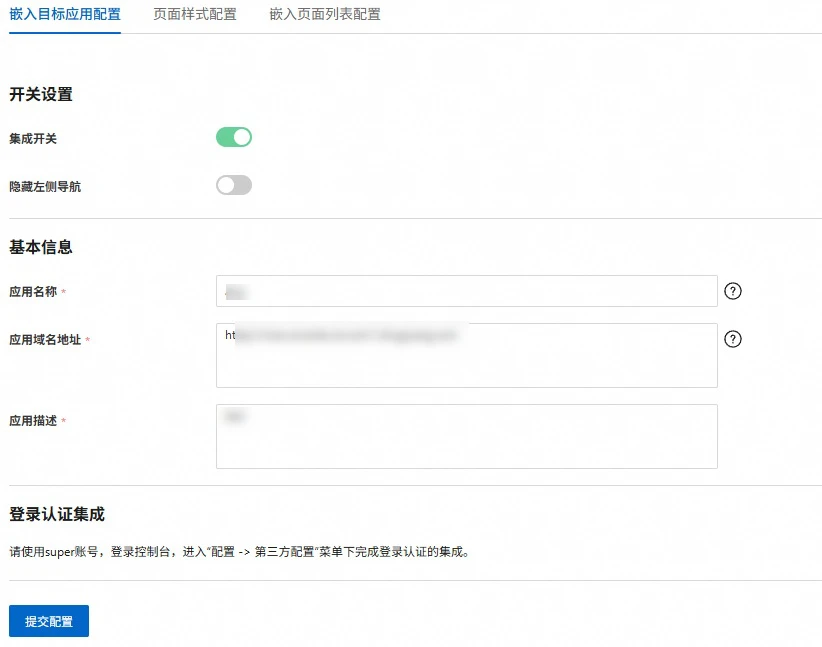 嵌入目标应用配置 页面样式配置 嵌入页面列表配置
开关设置
集成开关
隐藏左侧导航
基本信息
应用名称 *
?
应用域名地址 *
ht
?
应用描述 *
登录认证集成
请使用super账号，登录控制台，进入“配置 -> 第三方配置”菜单下完成登录认证的集成。
提交配置